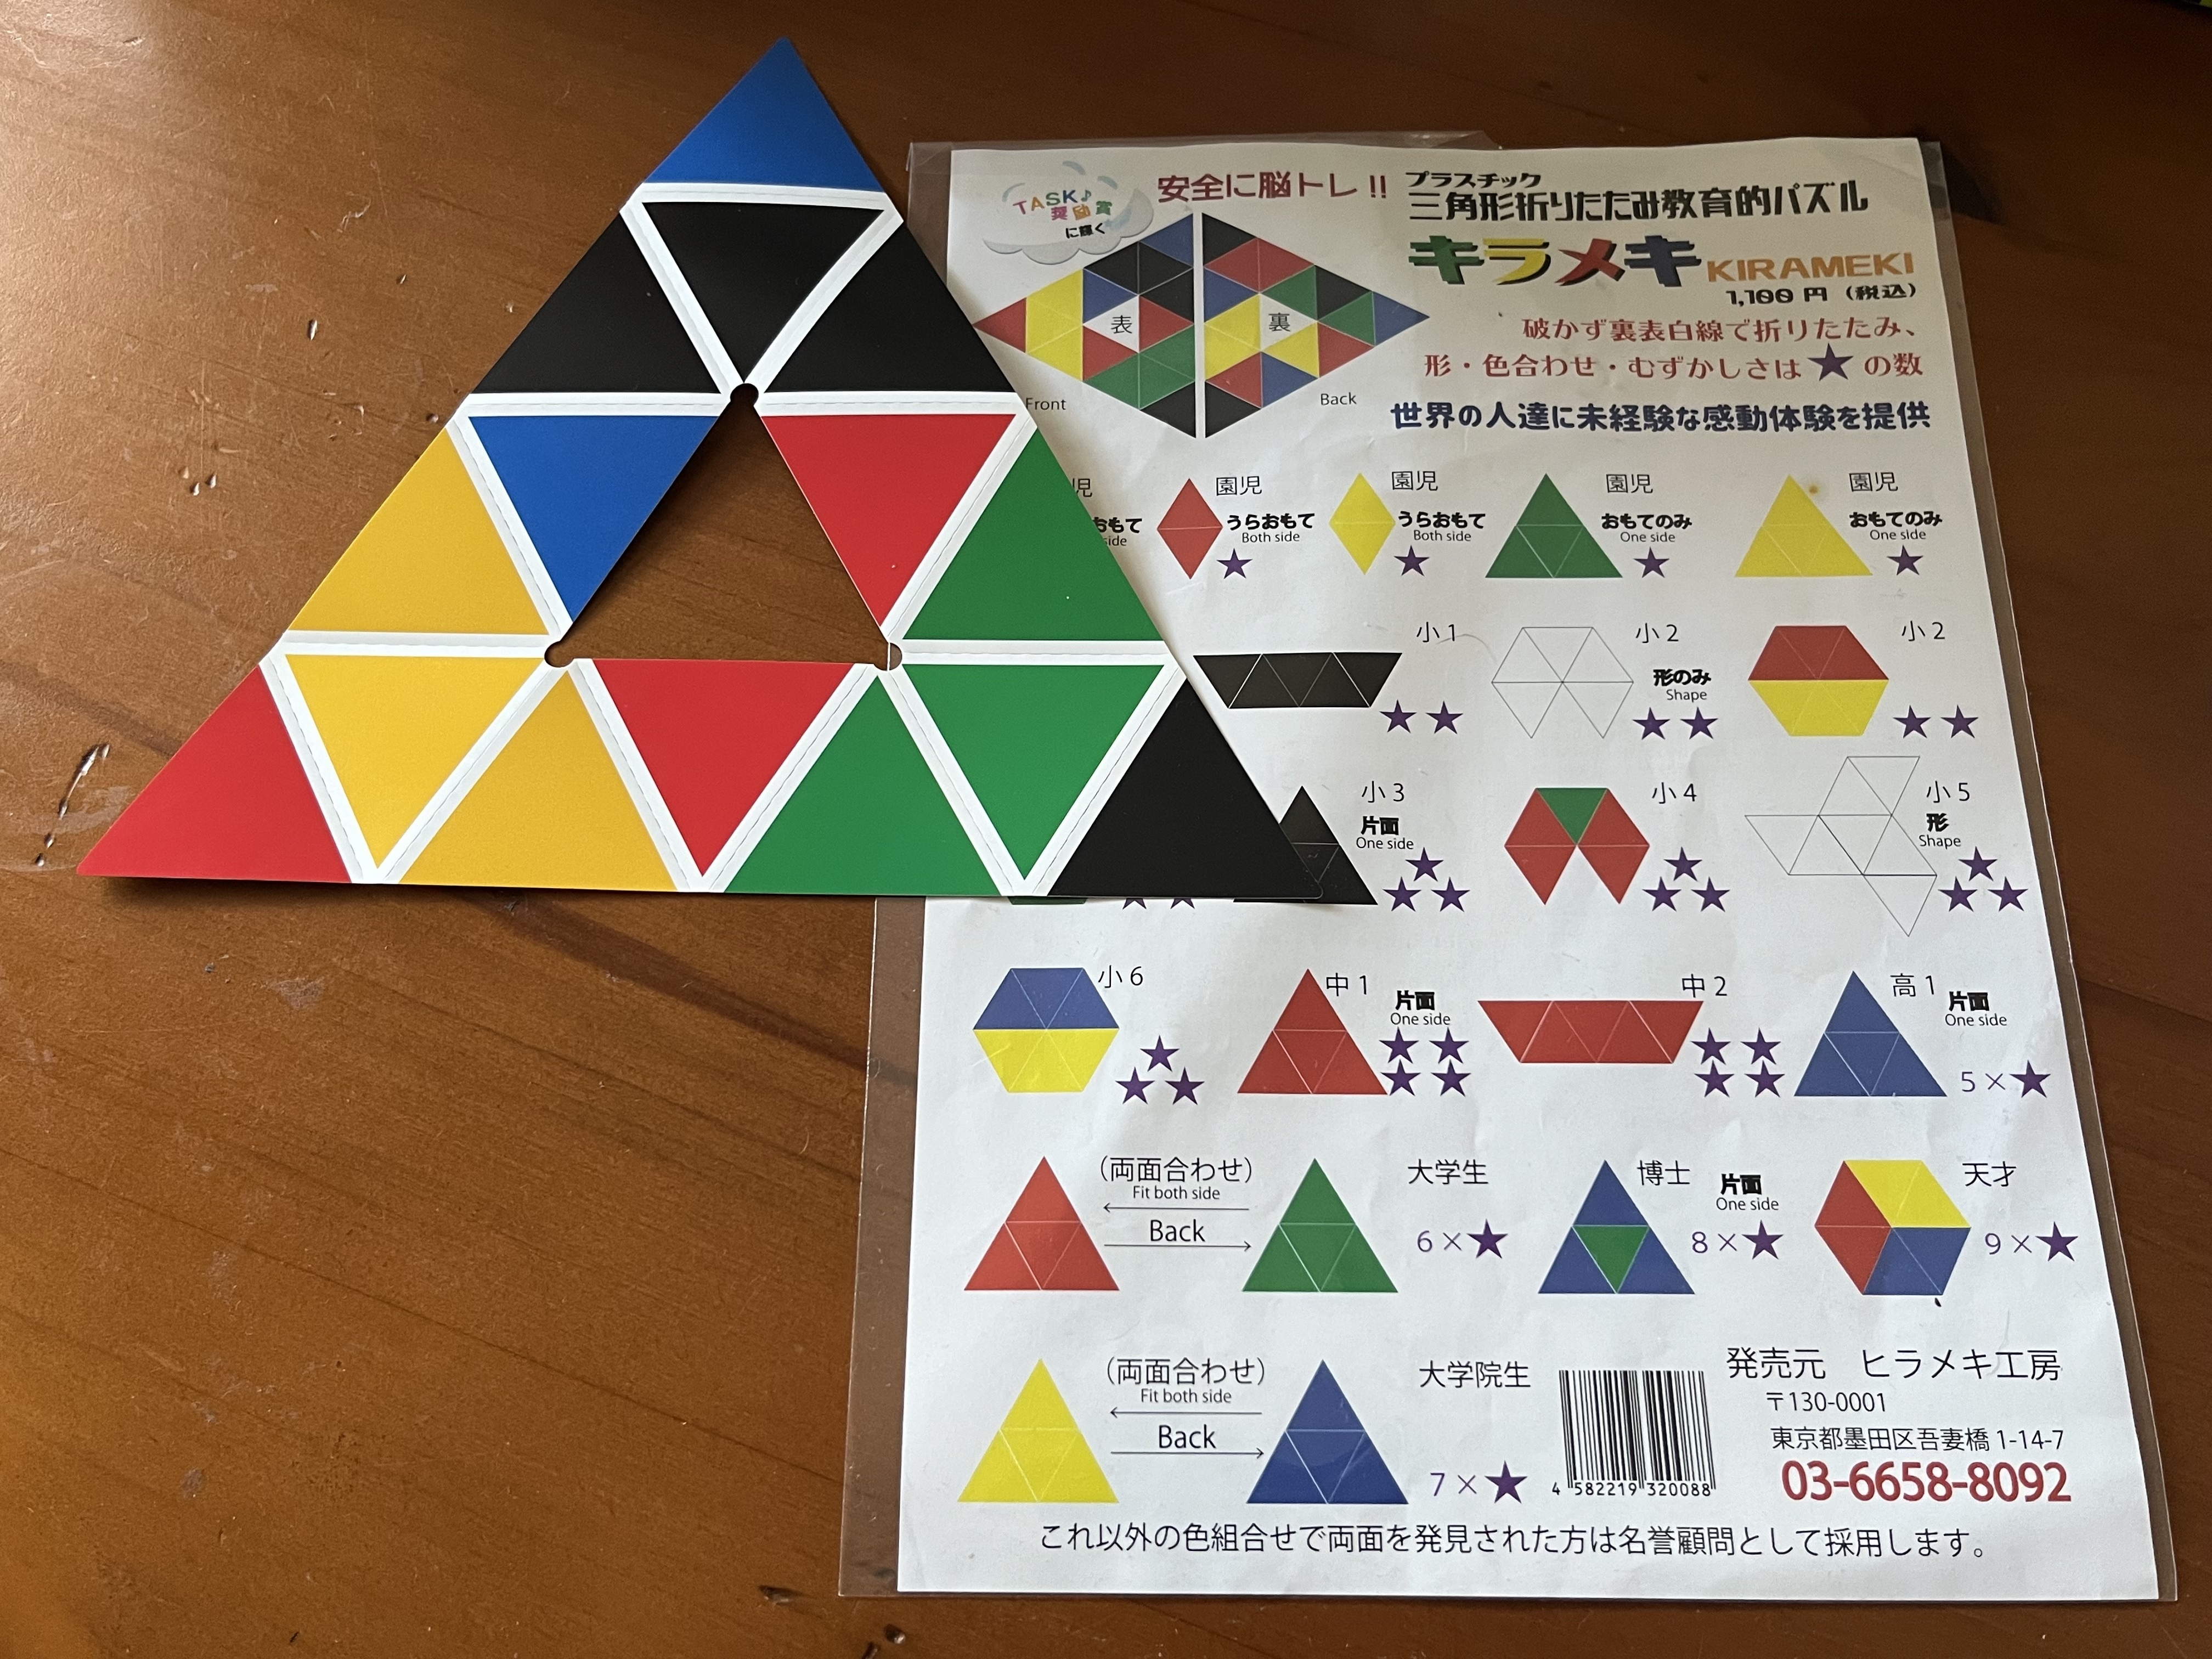 TASK♪
奨励賞
に輝く
安全に脳トレ!!
プラスチック
三角形折りたたみ教育的パズル
キラメキ KIRAMEKI
1,100 円（税込）
破かず裏表白線で折りたたみ、
形・色合わせ・むずかしさは★の数
世界の人達に未経験な感動体験を提供
表
裏
Front
Back
児
おもて
side
園児
うらおもて
Both side
★
園児
うらおもて
Both side
★
園児
おもてのみ
One side
★
園児
おもてのみ
One side
★
小1
★★
小2
形のみ
Shape
★★
小2
★★
小3
片面
One side
★★★
小4
★★★
小5
形
Shape
★★★
小6
★★★
中1
片面
One side
★★★★
中2
★★★★
高1
片面
One side
5×★
（両面合わせ）
Fit both side
Back
大学生
6×★
博士
片面
One side
8×★
天才
9×★
（両面合わせ）
Fit both side
Back
大学院生
7×★
4 582219 320088
発売元　ヒラメキ工房
〒130-0001
東京都墨田区吾妻橋 1-14-7
03-6658-8092
これ以外の色組合せで両面を発見された方は名誉顧問として採用します。